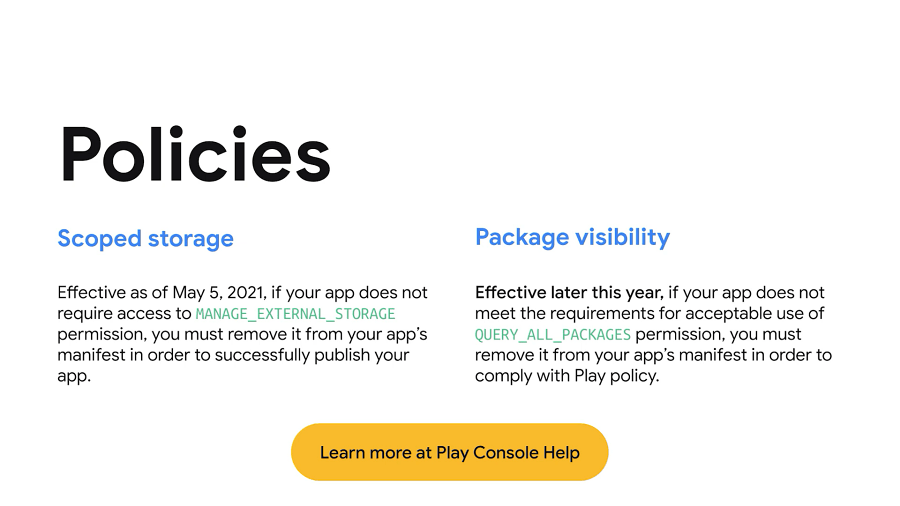 Policies
Scoped storage
Effective as of May 5, 2021, if your app does not
require access to MANAGE_EXTERNAL_STORAGE
permission, you must remove it from your app's
manifest in order to successfully publish your
app.
Package visibility
Effective later this year, if your app does not
meet the requirements for acceptable use of
QUERY_ALL_PACKAGES permission, you must
remove it from your app's manifest in order to
comply with Play policy.
Learn more at Play Console Help